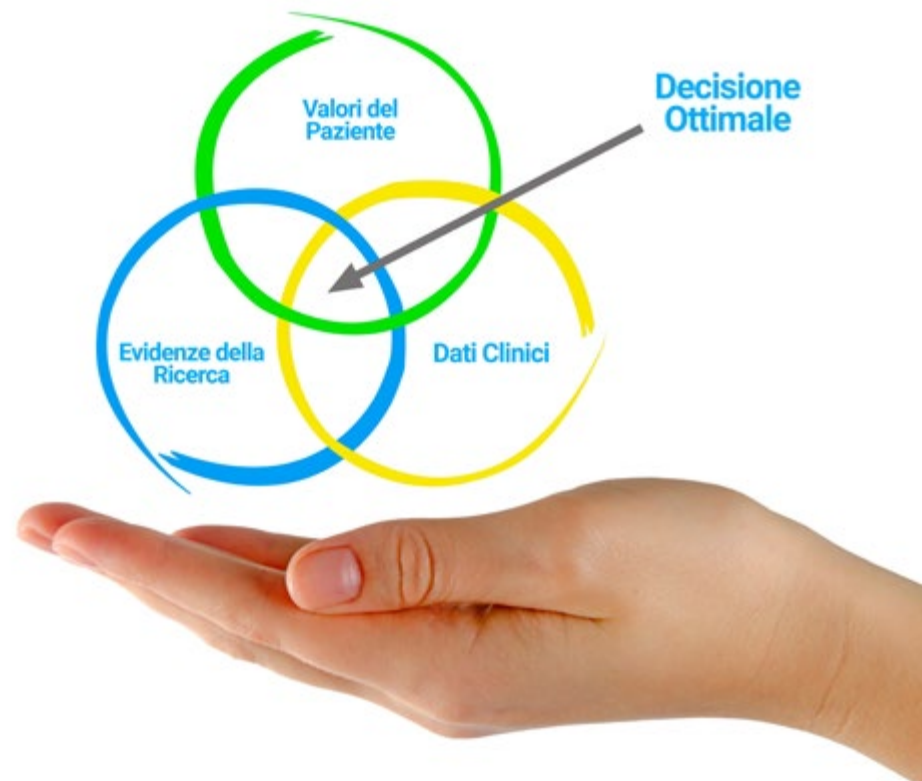 Valori del
Paziente
Decisione
Ottimale
Evidenze della
Ricerca
Dati Clinici